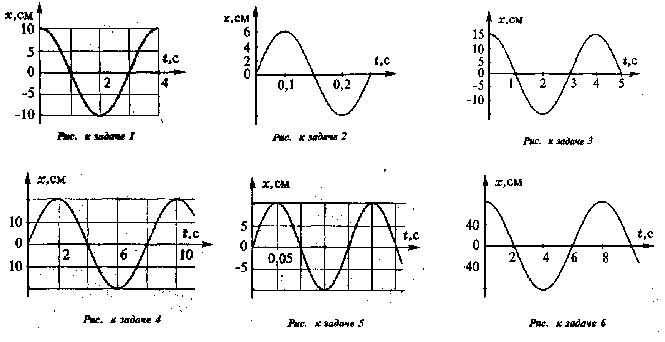 x,см
10
5
0
-5
-10
2
4
t,с
Рис. к задаче 1
x,см
6
4
2
0
0,1
0,2
t,с
Рис. к задаче 2
x,см
15
10
5
0
-5
-10
1
2
3
4
5
t,с
Рис. к задаче 3
x,см
10
0
10
2
6
10
t,с
Рис. к задаче 4
x,см
5
0
-5
0,05
t,с
Рис. к задаче 5
x,см
40
0
-40
2
4
6
8
t,с
Рис. к задаче 6